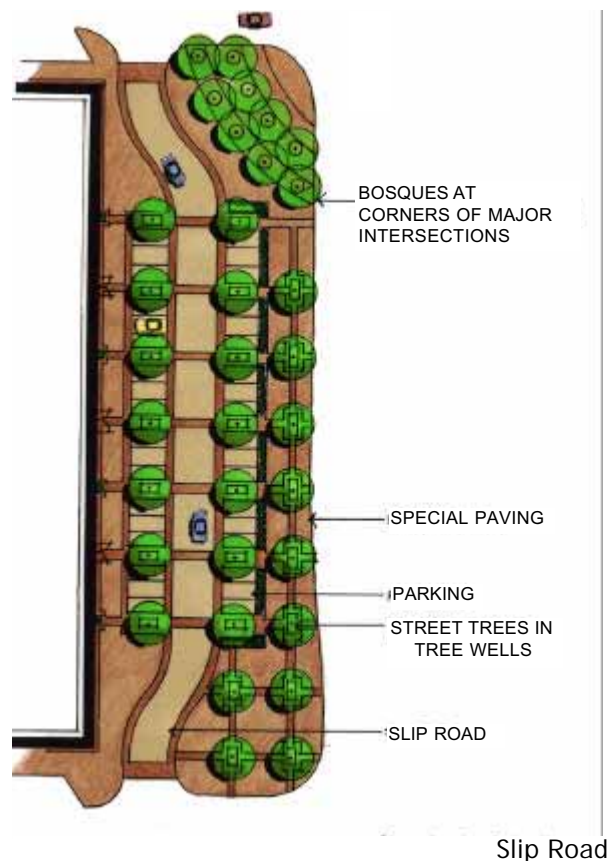 BOSQUES AT
CORNERS OF MAJOR
INTERSECTIONS
SPECIAL PAVING
PARKING
STREET TREES IN
TREE WELLS
SLIP ROAD
Slip Road